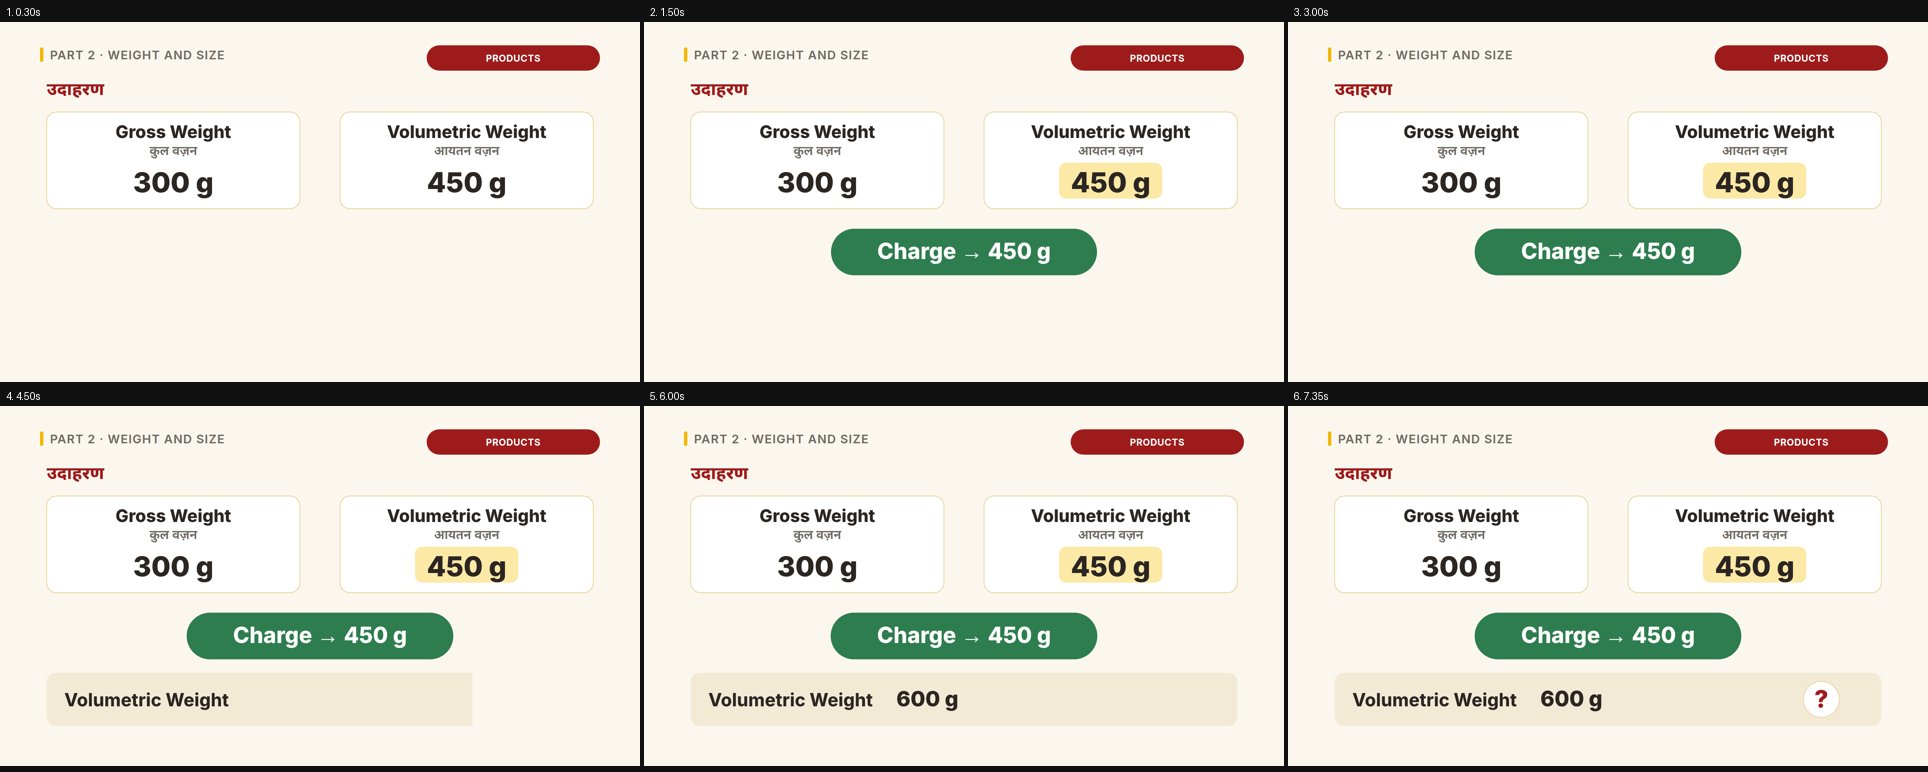 1. 0.30s
PART 2 · WEIGHT AND SIZE
PRODUCTS
उदाहरण
Gross Weight
कुल वज़न
300 g
Volumetric Weight
आयतन वज़न
450 g
2. 1.50s
PART 2 · WEIGHT AND SIZE
PRODUCTS
उदाहरण
Gross Weight
कुल वज़न
300 g
Volumetric Weight
आयतन वज़न
450 g
Charge → 450 g
3. 3.00s
PART 2 · WEIGHT AND SIZE
PRODUCTS
उदाहरण
Gross Weight
कुल वज़न
300 g
Volumetric Weight
आयतन वज़न
450 g
Charge → 450 g
4. 4.50s
PART 2 · WEIGHT AND SIZE
PRODUCTS
उदाहरण
Gross Weight
कुल वज़न
300 g
Volumetric Weight
आयतन वज़न
450 g
Charge → 450 g
Volumetric Weight
5. 6.00s
PART 2 · WEIGHT AND SIZE
PRODUCTS
उदाहरण
Gross Weight
कुल वज़न
300 g
Volumetric Weight
आयतन वज़न
450 g
Charge → 450 g
Volumetric Weight 600 g
6. 7.35s
PART 2 · WEIGHT AND SIZE
PRODUCTS
उदाहरण
Gross Weight
कुल वज़न
300 g
Volumetric Weight
आयतन वज़न
450 g
Charge → 450 g
Volumetric Weight 600 g ?